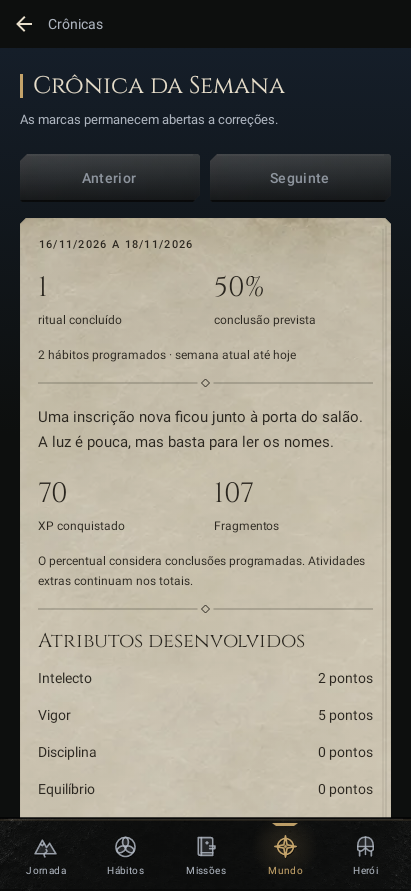 Crônicas
Crônica da Semana
As marcas permanecem abertas a correções.
Anterior
Seguinte
16/11/2026 A 18/11/2026
1
50%
ritual concluído
conclusão prevista
2 hábitos programados · semana atual até hoje
Uma inscrição nova ficou junto à porta do salão.
A luz é pouca, mas basta para ler os nomes.
70
107
XP conquistado
Fragmentos
O percentual considera conclusões programadas. Atividades
extras continuam nos totais.
Atributos desenvolvidos
Intelecto 2 pontos
Vigor 5 pontos
Disciplina 0 pontos
Equilíbrio 0 pontos
Jornada
Hábitos
Missões
Mundo
Herói